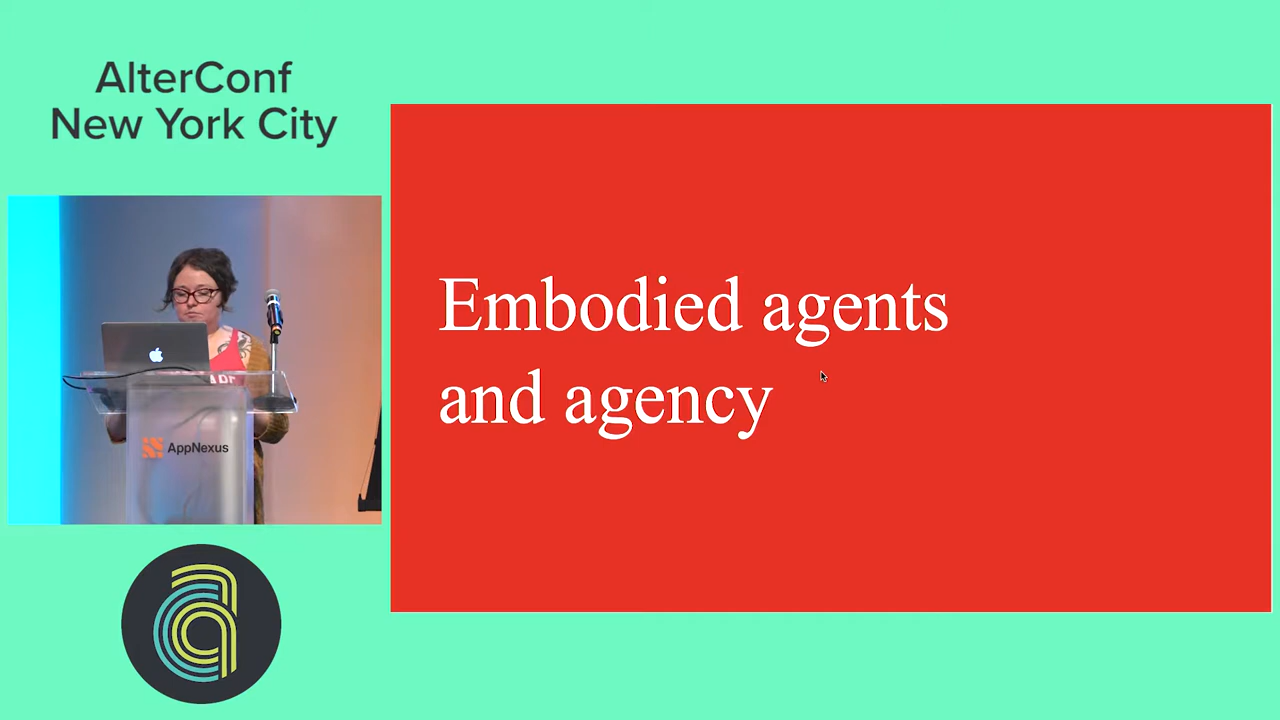 AlterConf
New York City
Embodied agents
and agency
AppNexus